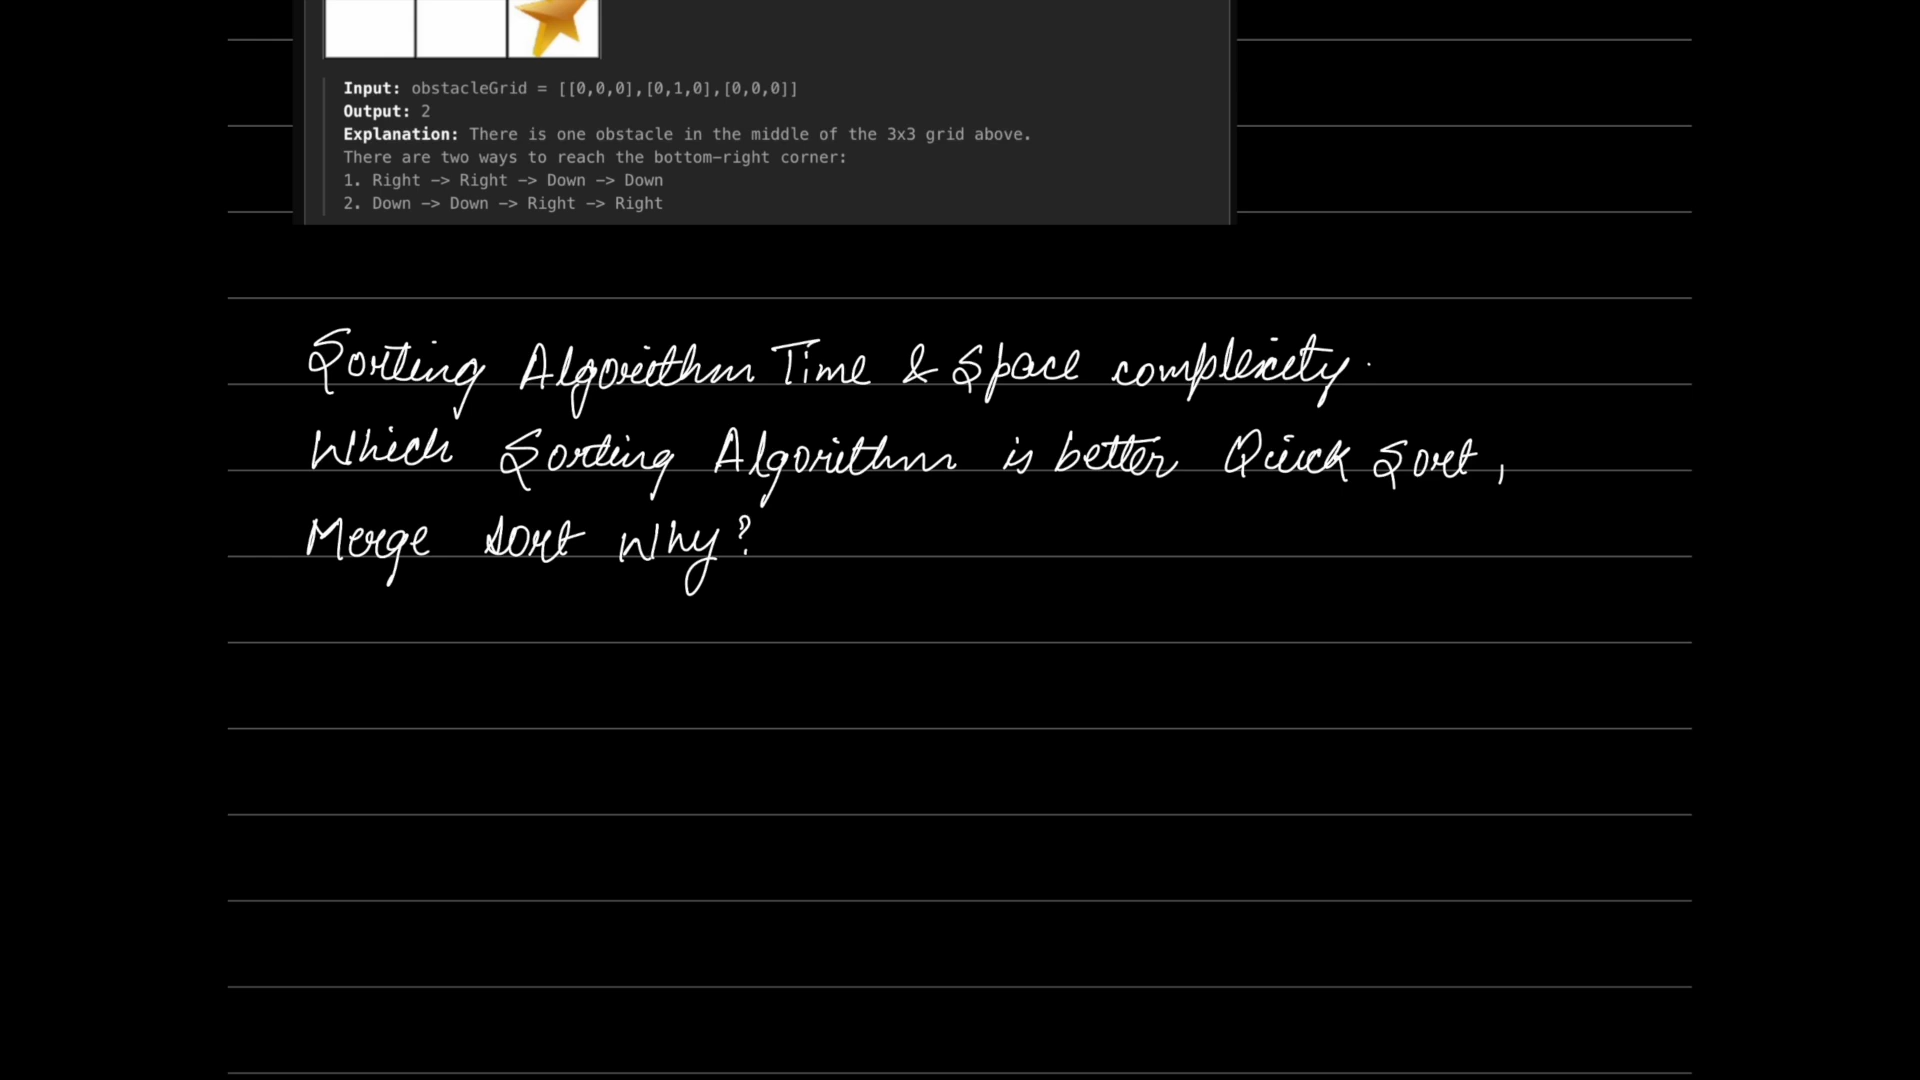 Input: obstacleGrid = [[0,0,0],[0,1,0],[0,0,0]]
Output: 2
Explanation: There is one obstacle in the middle of the 3x3 grid above.
There are two ways to reach the bottom-right corner:
1. Right -> Right -> Down -> Down
2. Down -> Down -> Right -> Right
Sorting Algorithm Time & Space complexity.
Which Sorting Algorithm is better Quick Sort,
Merge sort Why?